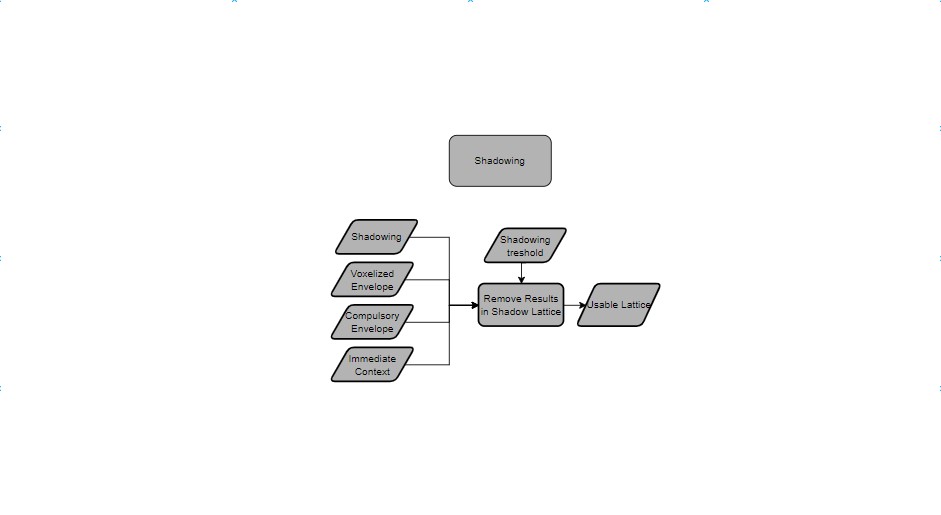 Shadowing
Shadowing
Shadowing
treshold
Voxelized
Envelope
Remove Results
in Shadow Lattice
Usable Lattice
Compulsory
Envelope
Immediate
Context